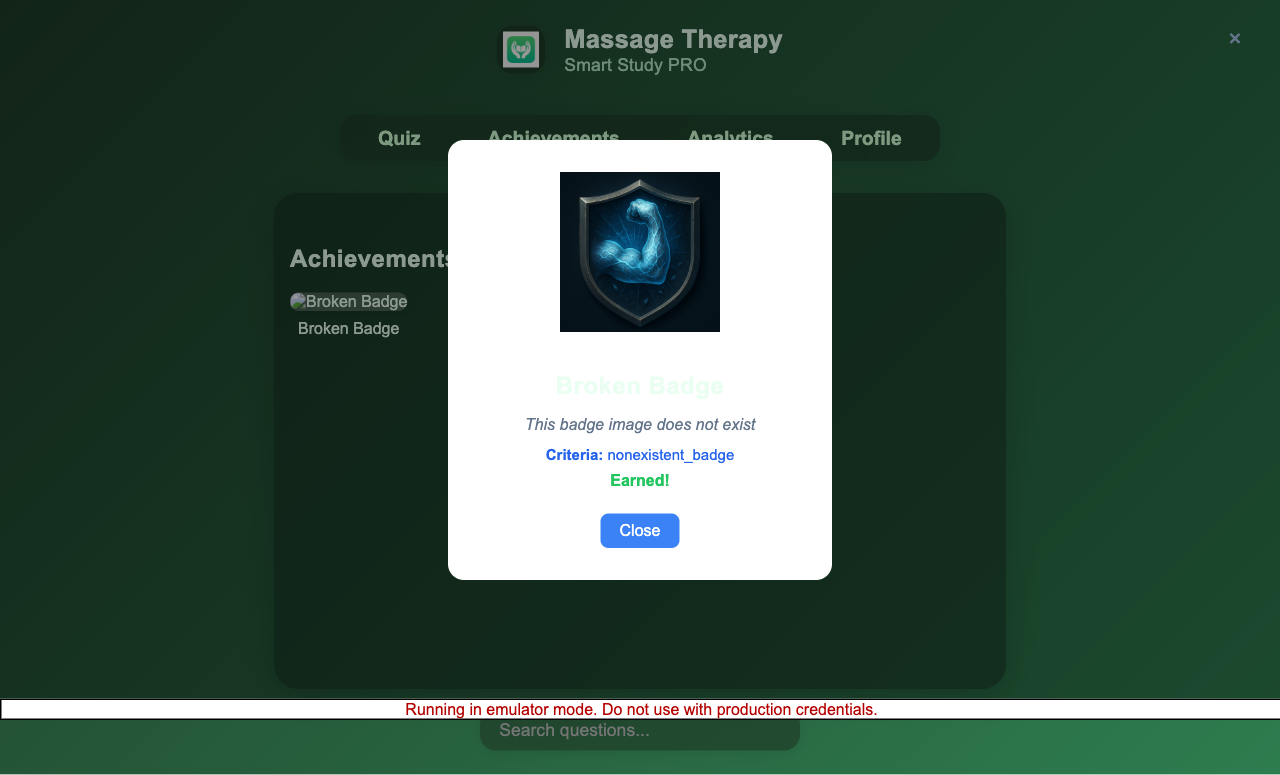 Massage Therapy
Smart Study PRO
×
Quiz
Achievements
Analytics
Profile
Achievements
Broken Badge
Broken Badge
Broken Badge
This badge image does not exist
Criteria: nonexistent_badge
Earned!
Close
Running in emulator mode. Do not use with production credentials.
Search questions...